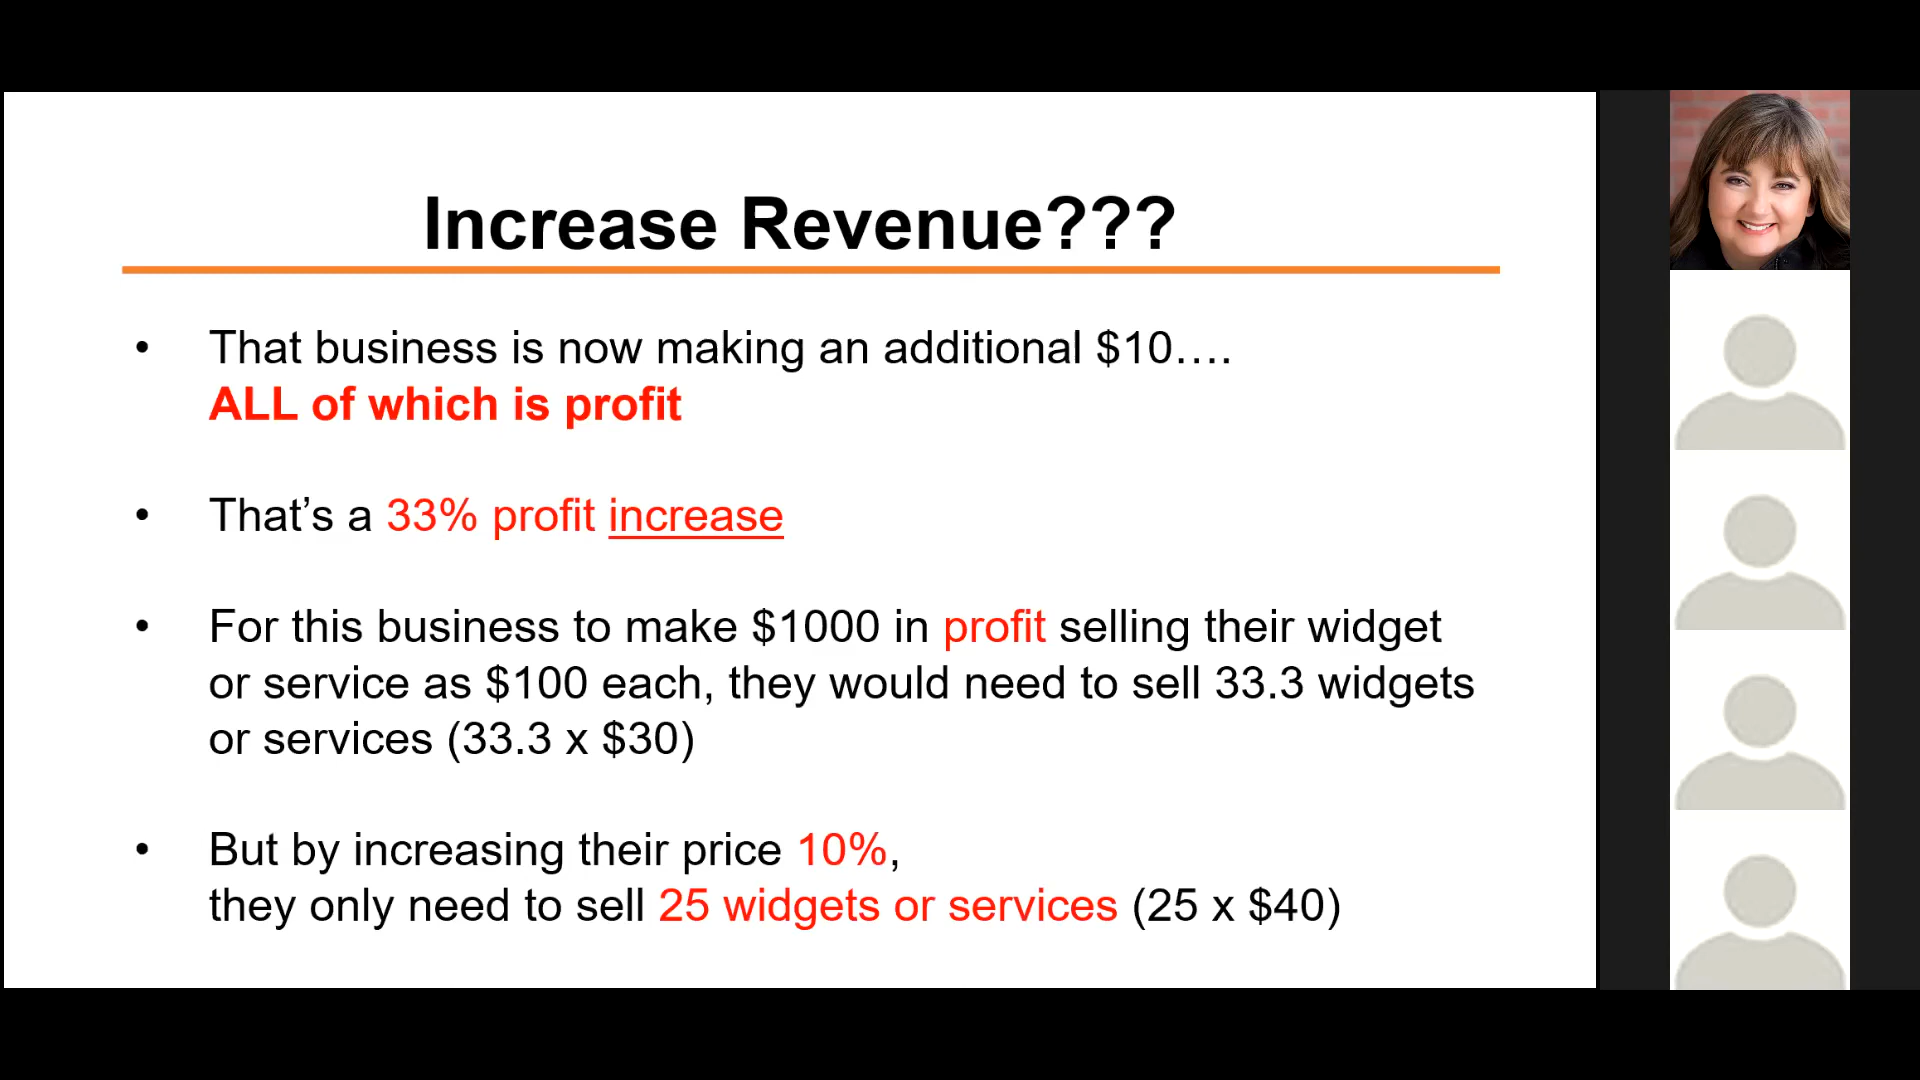 Increase Revenue???
• That business is now making an additional $10….
ALL of which is profit
• That’s a 33% profit increase
• For this business to make $1000 in profit selling their widget
or service as $100 each, they would need to sell 33.3 widgets
or services (33.3 x $30)
• But by increasing their price 10%,
they only need to sell 25 widgets or services (25 x $40)